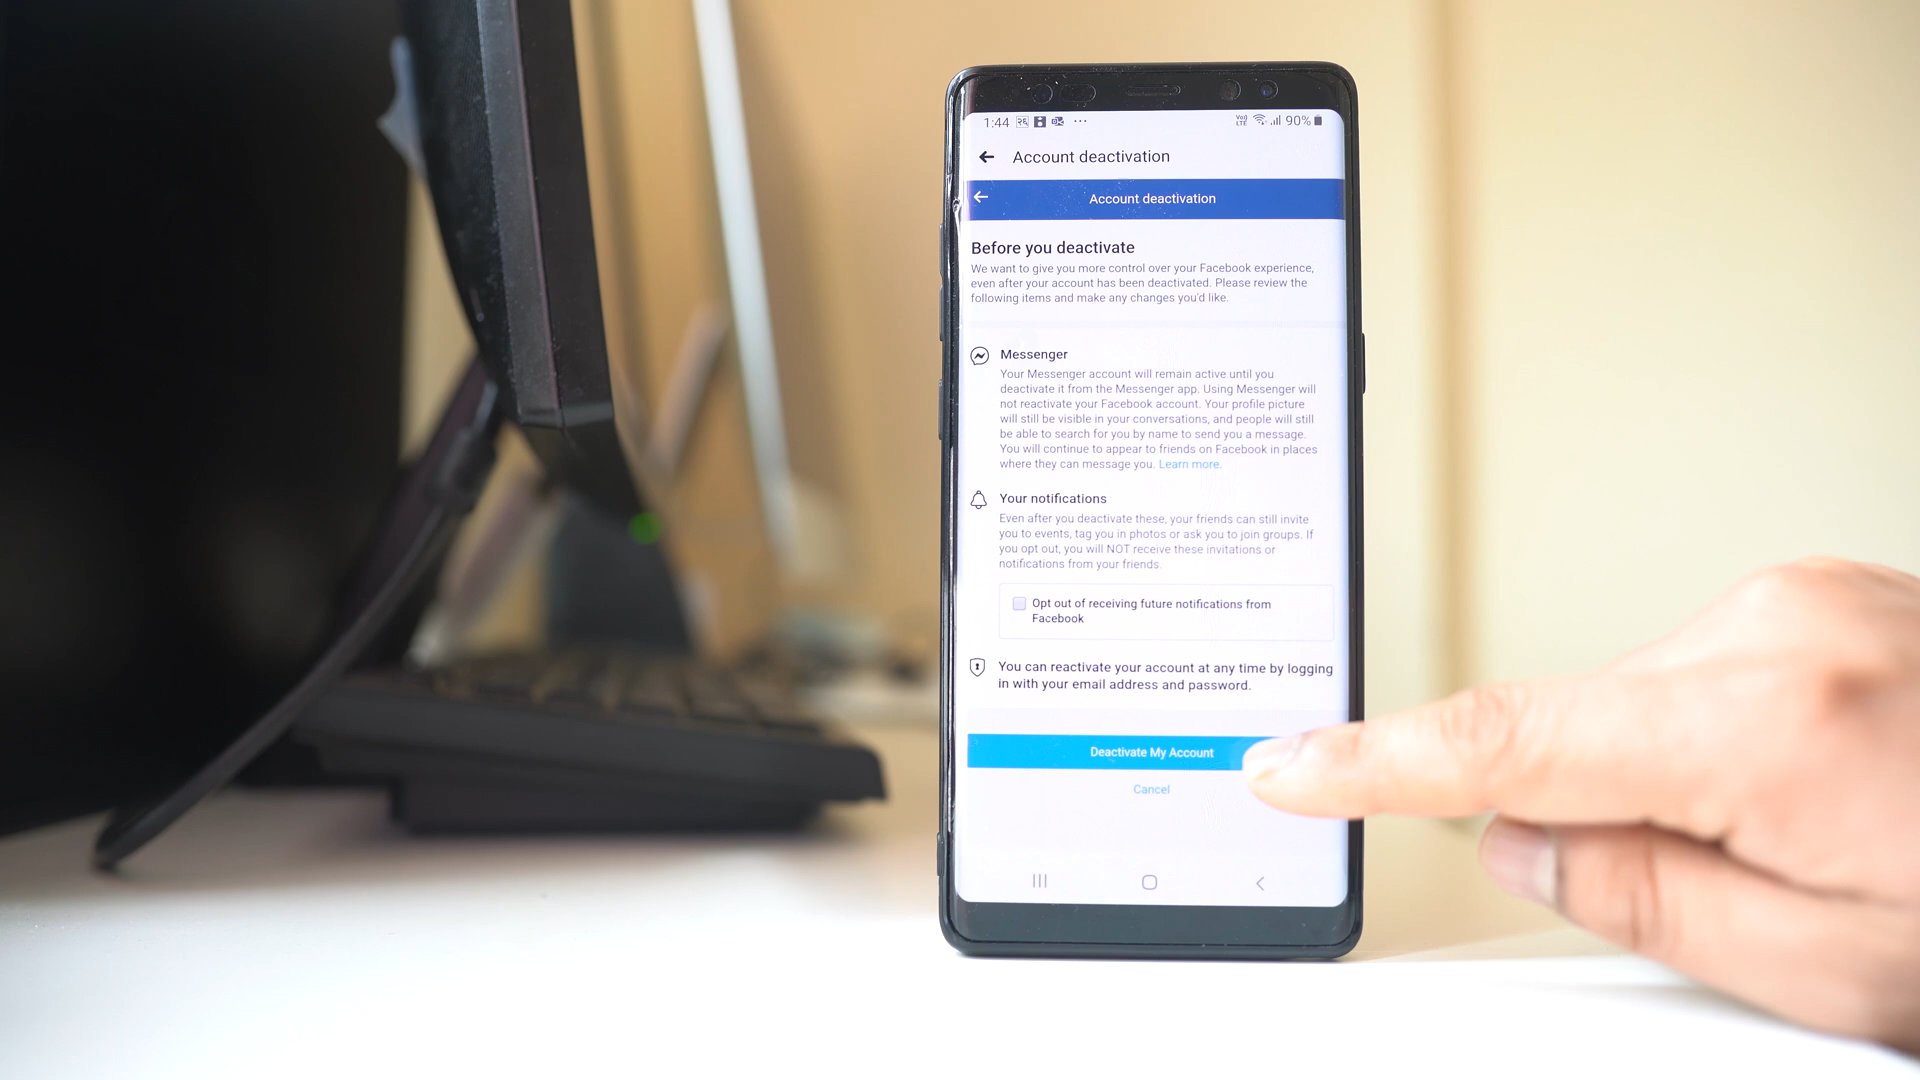 1:44
Vo)
LTE
90%
Account deactivation
Account deactivation
Before you deactivate
We want to give you more control over your Facebook experience,
even after your account has been deactivated. Please review the
following items and make any changes you'd like.
Messenger
Your Messenger account will remain active until you
deactivate it from the Messenger app. Using Messenger will
not reactivate your Facebook account. Your profile picture
will still be visible in your conversations, and people will still
be able to search for you by name to send you a message.
You will continue to appear to friends on Facebook in places
where they can message you. Learn more.
Your notifications
Even after you deactivate these, your friends can still invite
you to events, tag you in photos or ask you to join groups. If
you opt out, you will NOT receive these invitations or
notifications from your friends.
Opt out of receiving future notifications from
Facebook
You can reactivate your account at any time by logging
in with your email address and password.
Deactivate My Account
Cancel